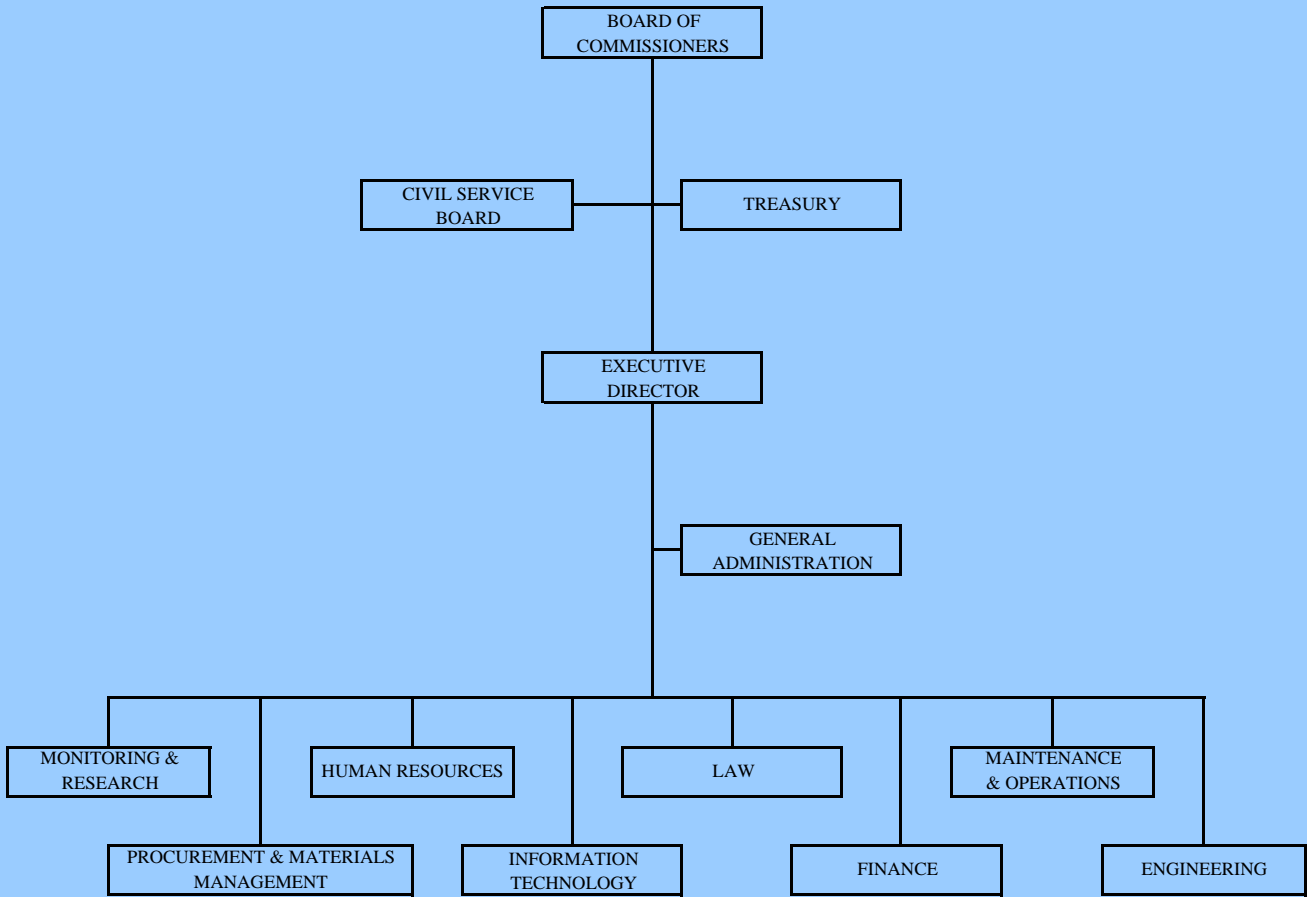 BOARD OF
COMMISSIONERS
CIVIL SERVICE
BOARD
TREASURY
EXECUTIVE
DIRECTOR
GENERAL
ADMINISTRATION
MONITORING &
RESEARCH
HUMAN RESOURCES
LAW
MAINTENANCE
& OPERATIONS
PROCUREMENT & MATERIALS
MANAGEMENT
INFORMATION
TECHNOLOGY
FINANCE
ENGINEERING